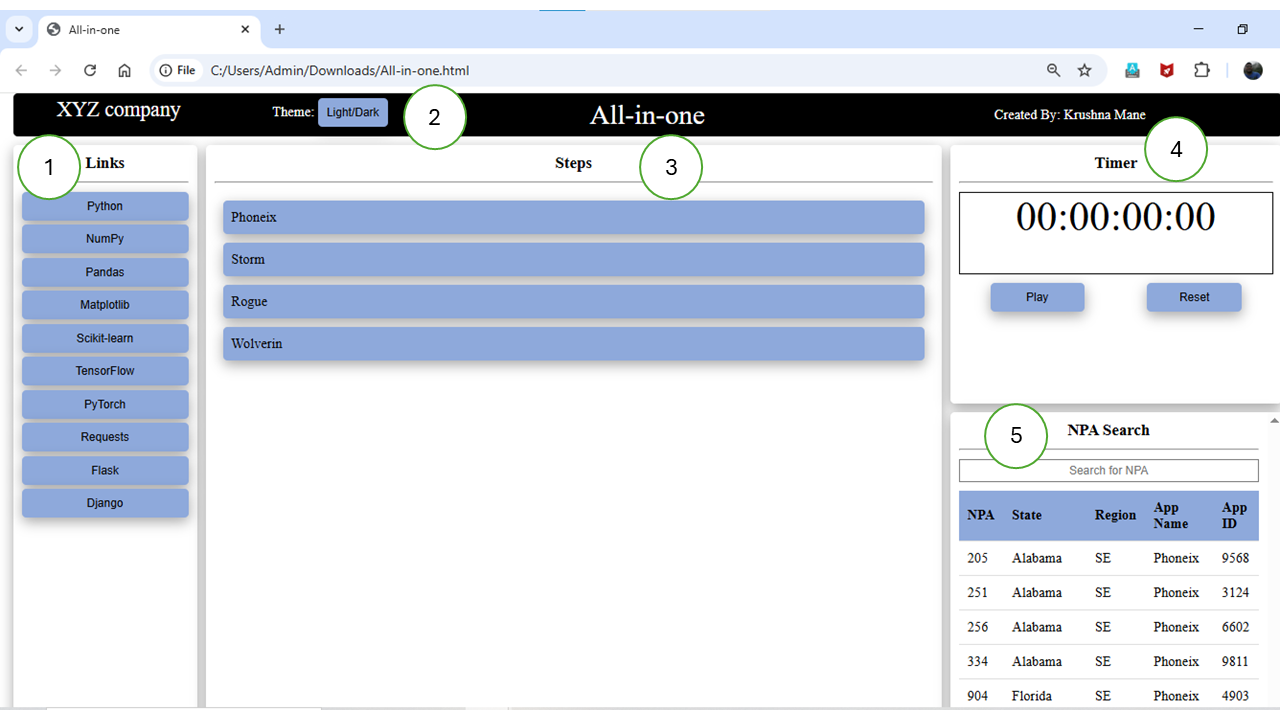 All-in-one
File C:/Users/Admin/Downloads/All-in-one.html
XYZ company Theme: Light/Dark 2 All-in-one Created By: Krushna Mane
1 Links
Python
NumPy
Pandas
Matplotlib
Scikit-learn
TensorFlow
PyTorch
Requests
Flask
Django
Steps 3
Phoneix
Storm
Rogue
Wolverin
Timer 4
00:00:00:00
Play Reset
5 NPA Search
Search for NPA
NPA State Region App Name App ID
205 Alabama SE Phoneix 9568
251 Alabama SE Phoneix 3124
256 Alabama SE Phoneix 6602
334 Alabama SE Phoneix 9811
904 Florida SE Phoneix 4903